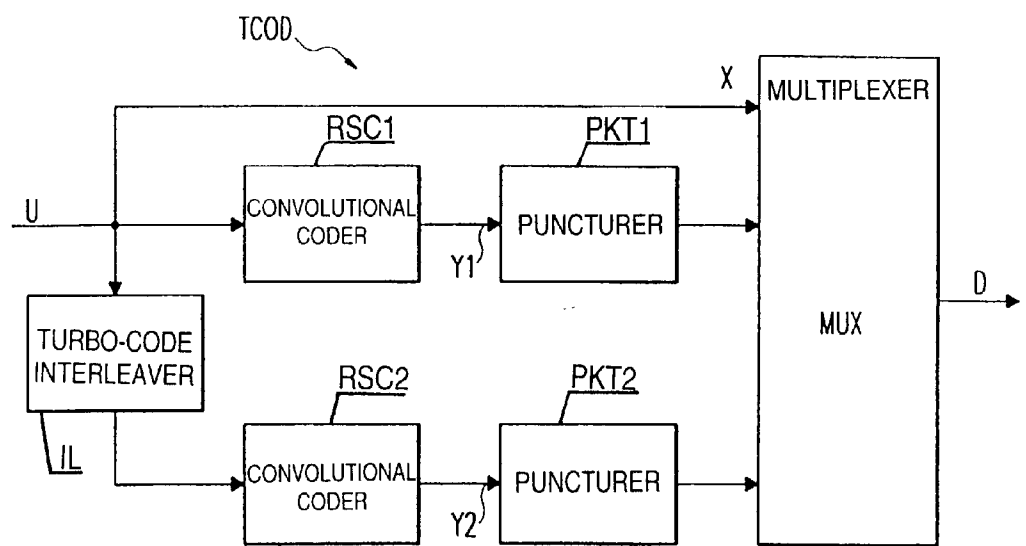 TCOD
X
MULTIPLEXER
RSC1
PKT1
U
CONVOLUTIONAL
CODER
PUNCTURER
Y1
D
MUX
TURBO-CODE
INTERLEAVER
RSC2
PKT2
IL
CONVOLUTIONAL
CODER
PUNCTURER
Y2